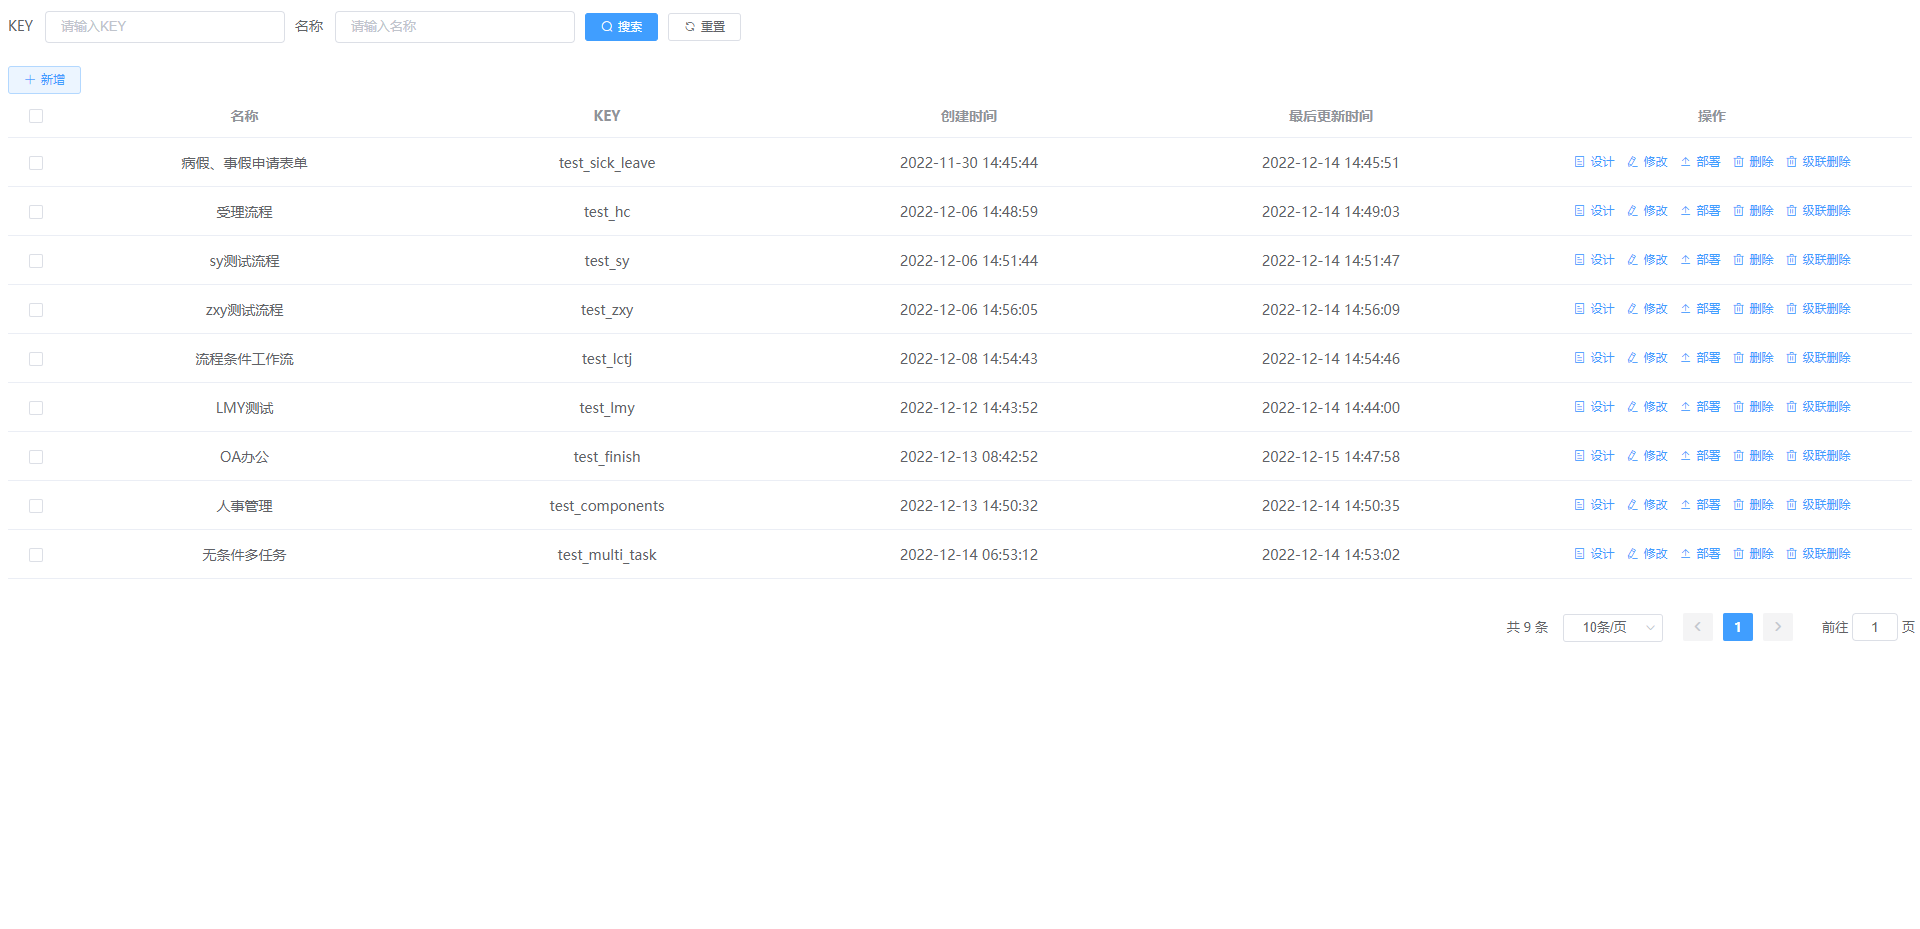 KEY 请输入KEY 名称 请输入名称 搜索 重置
新增
名称 KEY 创建时间 最后更新时间 操作
病假、事假申请表单 test_sick_leave 2022-11-30 14:45:44 2022-12-14 14:45:51 设计 修改 部署 删除 级联删除
受理流程 test_hc 2022-12-06 14:48:59 2022-12-14 14:49:03 设计 修改 部署 删除 级联删除
sy测试流程 test_sy 2022-12-06 14:51:44 2022-12-14 14:51:47 设计 修改 部署 删除 级联删除
zxy测试流程 test_zxy 2022-12-06 14:56:05 2022-12-14 14:56:09 设计 修改 部署 删除 级联删除
流程条件工作流 test_lctj 2022-12-08 14:54:43 2022-12-14 14:54:46 设计 修改 部署 删除 级联删除
LMY测试 test_lmy 2022-12-12 14:43:52 2022-12-14 14:44:00 设计 修改 部署 删除 级联删除
OA办公 test_finish 2022-12-13 08:42:52 2022-12-15 14:47:58 设计 修改 部署 删除 级联删除
人事管理 test_components 2022-12-13 14:50:32 2022-12-14 14:50:35 设计 修改 部署 删除 级联删除
无条件多任务 test_multi_task 2022-12-14 06:53:12 2022-12-14 14:53:02 设计 修改 部署 删除 级联删除
共 9 条 10条/页 1 前往 1 页